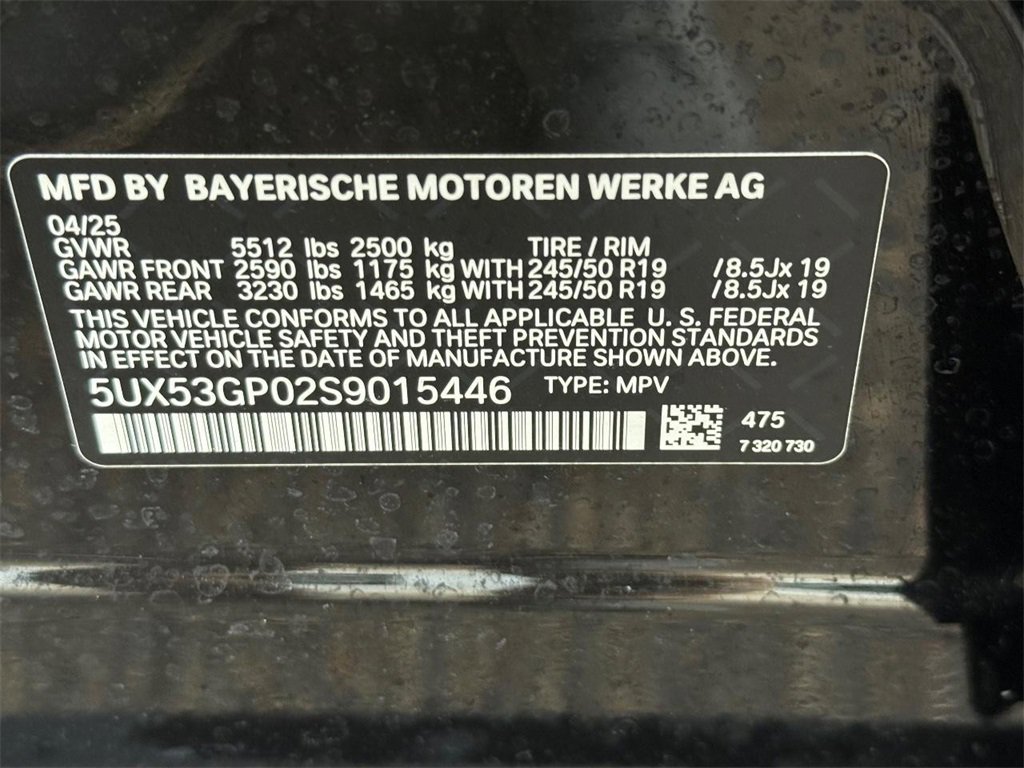 MFD BY BAYERISCHE MOTOREN WERKE AG
04/25
GVWR 5512 lbs 2500 kg TIRE / RIM
GAWR FRONT 2590 lbs 1175 kg WITH 245/50 R19 /8.5Jx 19
GAWR REAR 3230 lbs 1465 kg WITH 245/50 R19 /8.5Jx 19
THIS VEHICLE CONFORMS TO ALL APPLICABLE U. S. FEDERAL
MOTOR VEHICLE SAFETY AND THEFT PREVENTION STANDARDS
IN EFFECT ON THE DATE OF MANUFACTURE SHOWN ABOVE.
5UX53GP02S9015446 TYPE: MPV
475
7 320 730